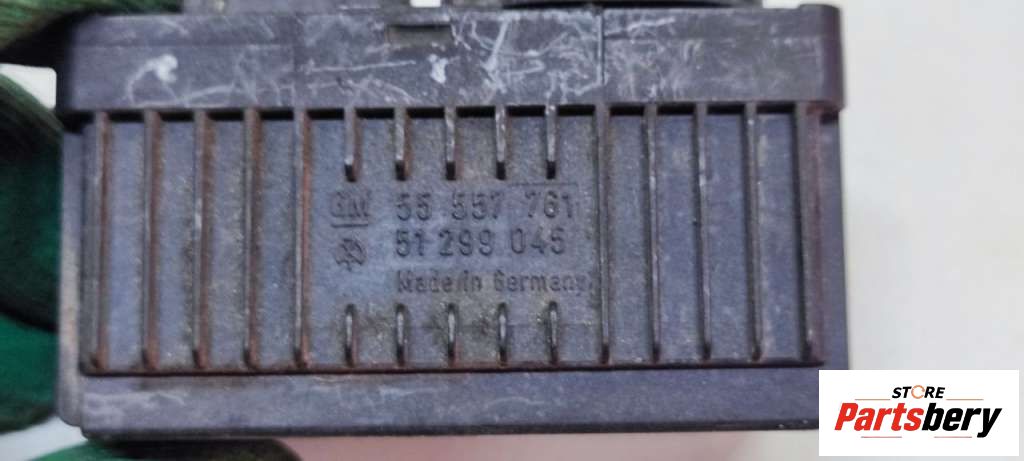 GM 55 557 761
51 299 045
Made in Germany
STORE
Partsbery